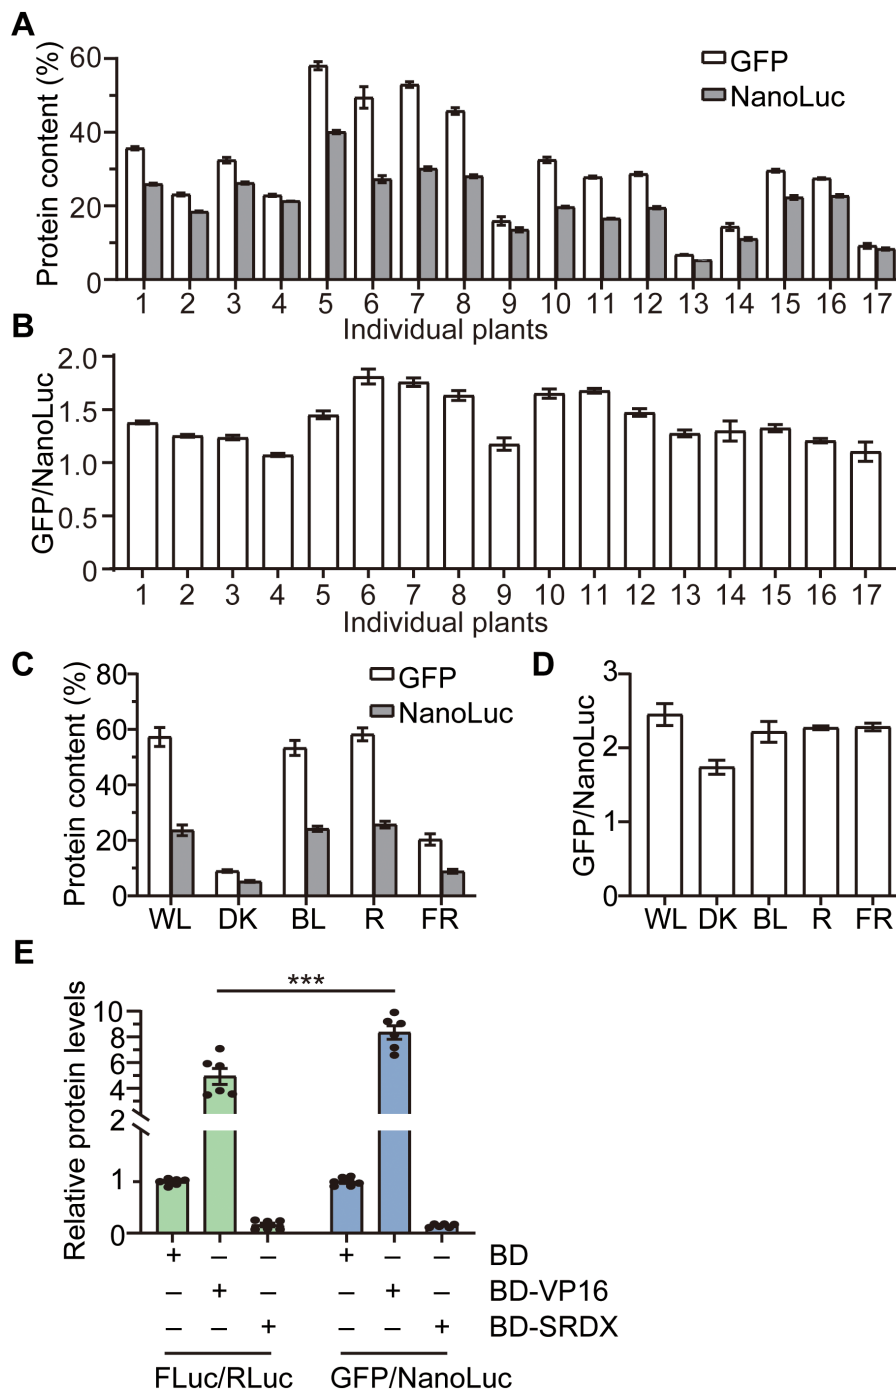 A
Protein content (%)
60
40
20
0
GFP
NanoLuc
1 2 3 4 5 6 7 8 9 10 11 12 13 14 15 16 17
Individual plants
B
GFP/NanoLuc
2.0
1.5
1.0
0.5
0
1 2 3 4 5 6 7 8 9 10 11 12 13 14 15 16 17
Individual plants
C
Protein content (%)
80
60
40
20
0
GFP
NanoLuc
WL DK BL R FR
D
GFP/NanoLuc
3
2
1
0
WL DK BL R FR
E
Relative protein levels
10
8
6
4
2
1
0
***
+ – – + – – BD
– + – – + – BD-VP16
– – + – – + BD-SRDX
FLuc/RLuc GFP/NanoLuc